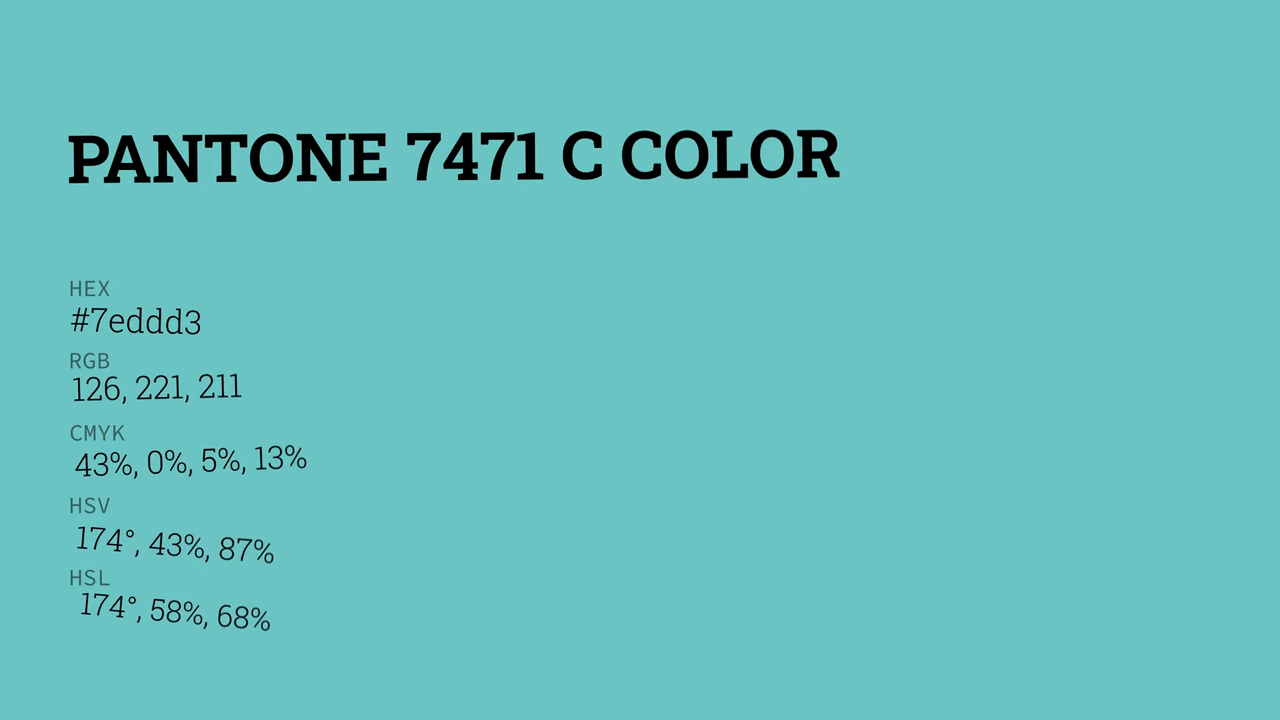 PANTONE 7471 C COLOR
HEX
#7eddd3
RGB
126, 221, 211
CMYK
43%, 0%, 5%, 13%
HSV
174°, 43%, 87%
HSL
174°, 58%, 68%